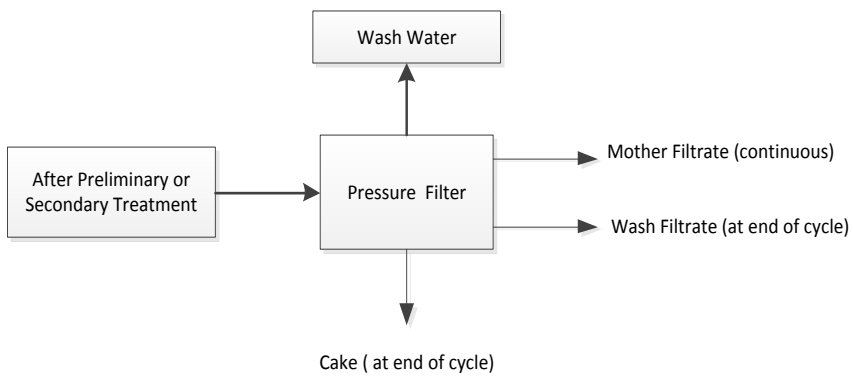 Wash Water
After Preliminary or
Secondary Treatment
Pressure Filter
Mother Filtrate (continuous)
Wash Filtrate (at end of cycle)
Cake ( at end of cycle)